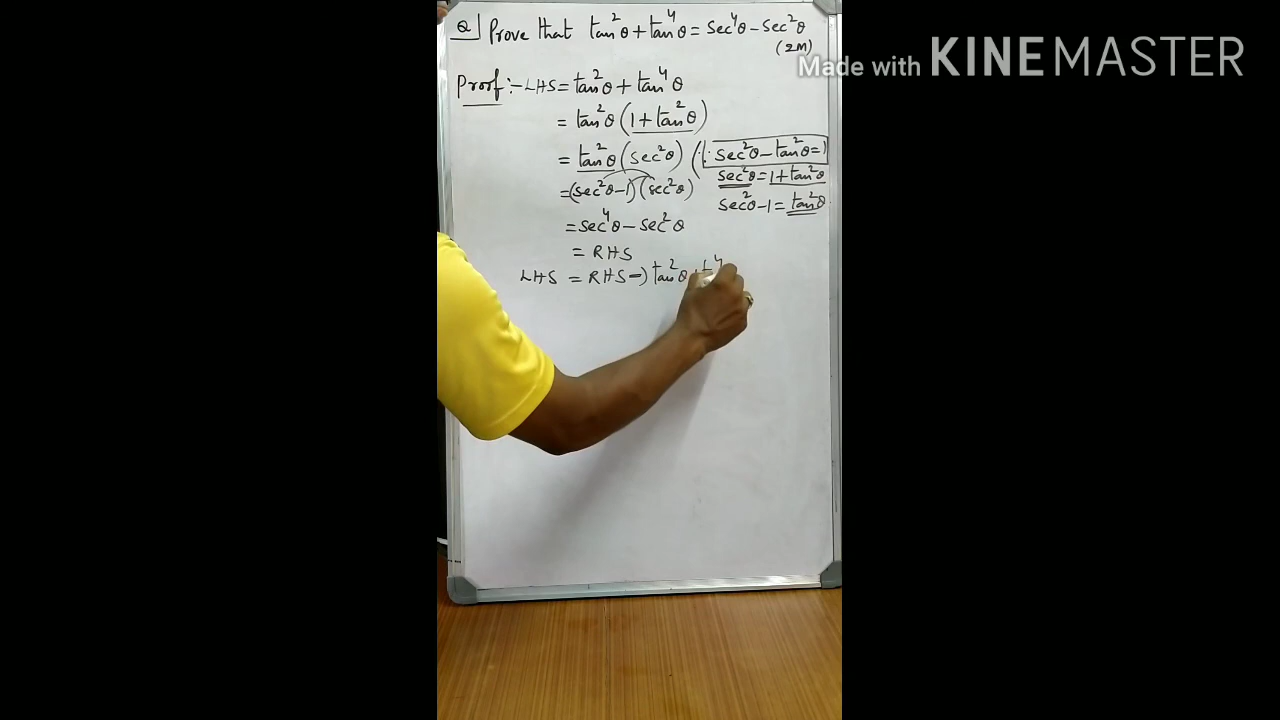 Q] Prove that tan²θ + tan⁴θ = sec⁴θ - sec²θ
(2M)
Made with KINEMASTER
Proof :- LHS = tan²θ + tan⁴θ
= tan²θ (1 + tan²θ)
= tan²θ (sec²θ) (∵ sec²θ - tan²θ = 1
sec²θ = 1 + tan²θ
= (sec²θ - 1)(sec²θ)
sec²θ - 1 = tan²θ
= sec⁴θ - sec²θ
= RHS
LHS = RHS → tan²θ + t⁴